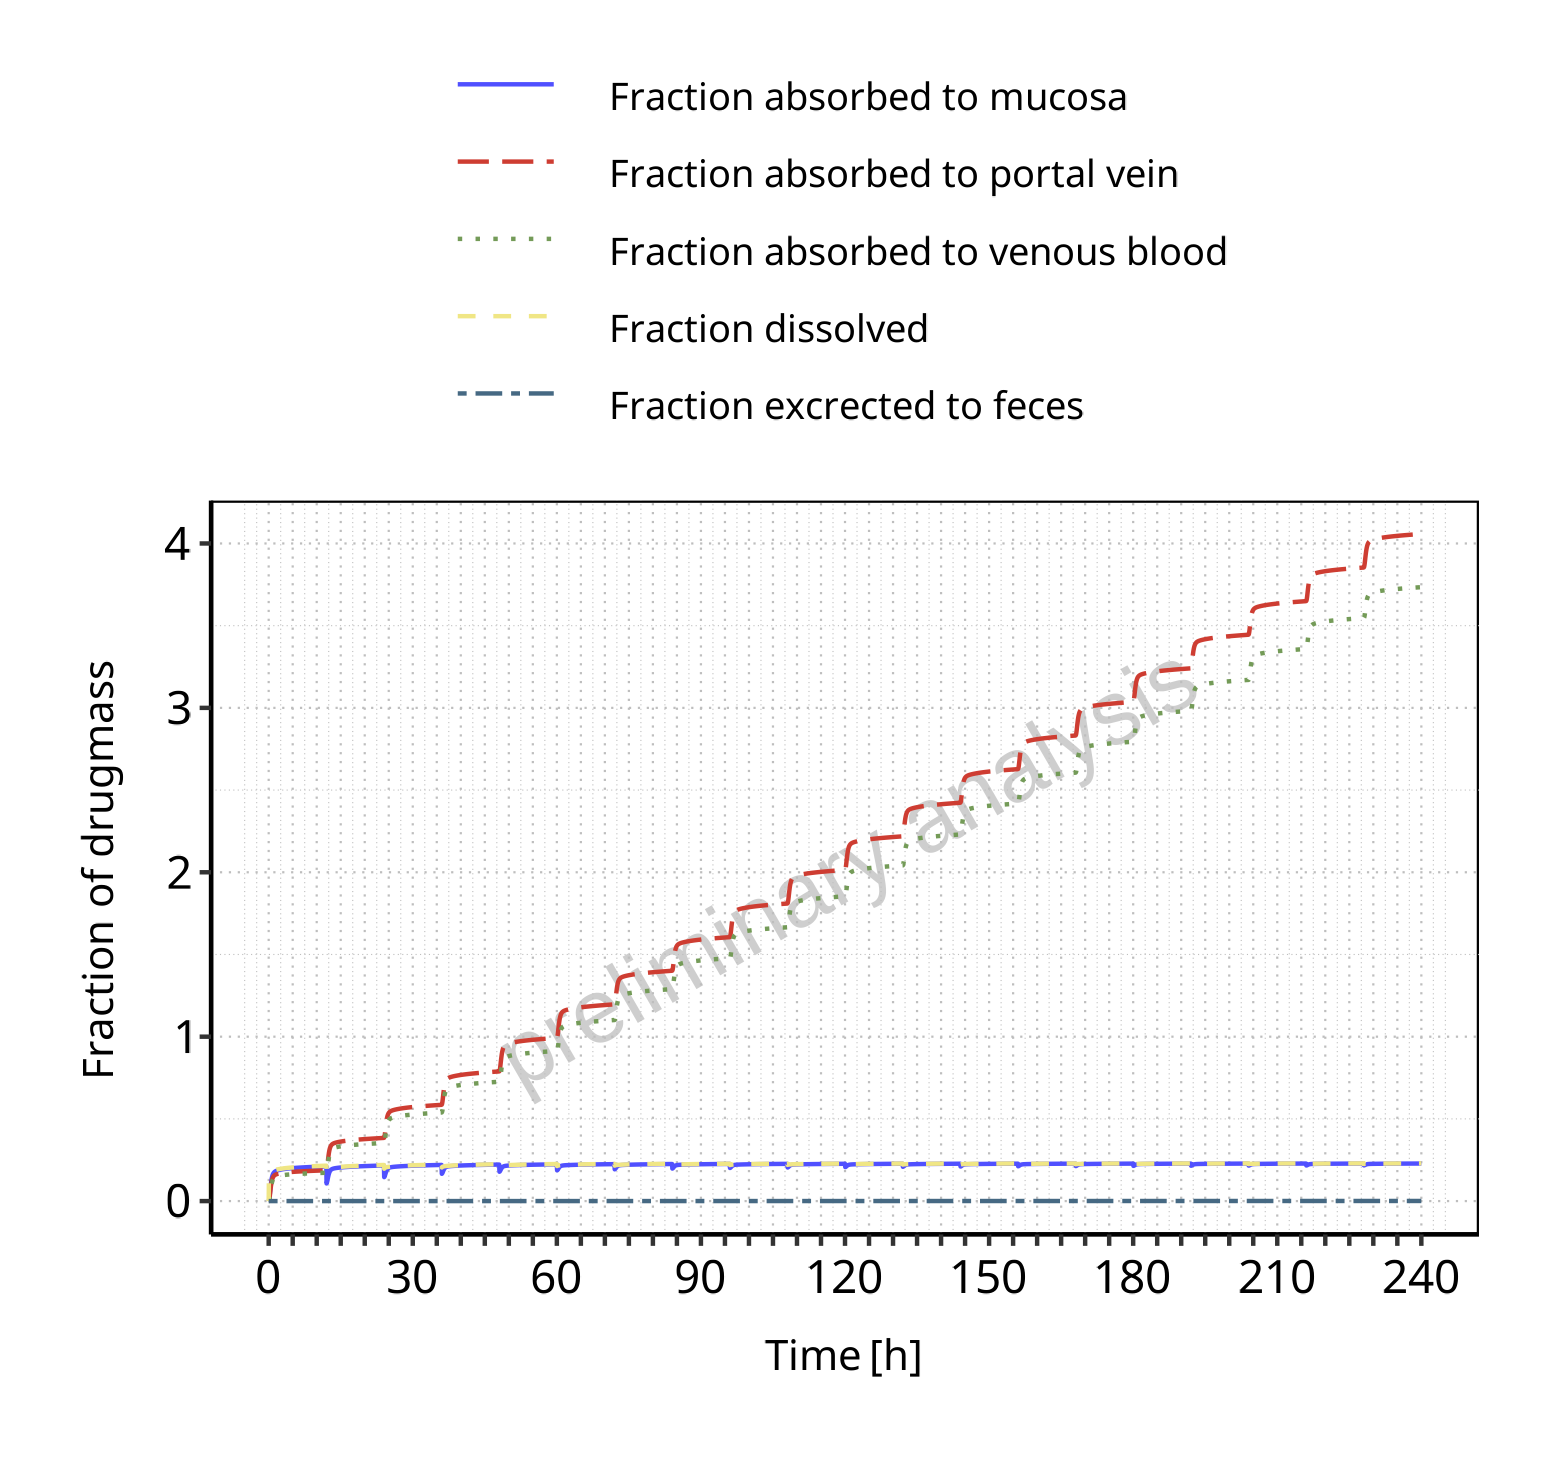 Fraction absorbed to mucosa
Fraction absorbed to portal vein
Fraction absorbed to venous blood
Fraction dissolved
Fraction excrected to feces
4
3
2
1
0
Fraction of drugmass
preliminary analysis
0 30 60 90 120 150 180 210 240
Time [h]